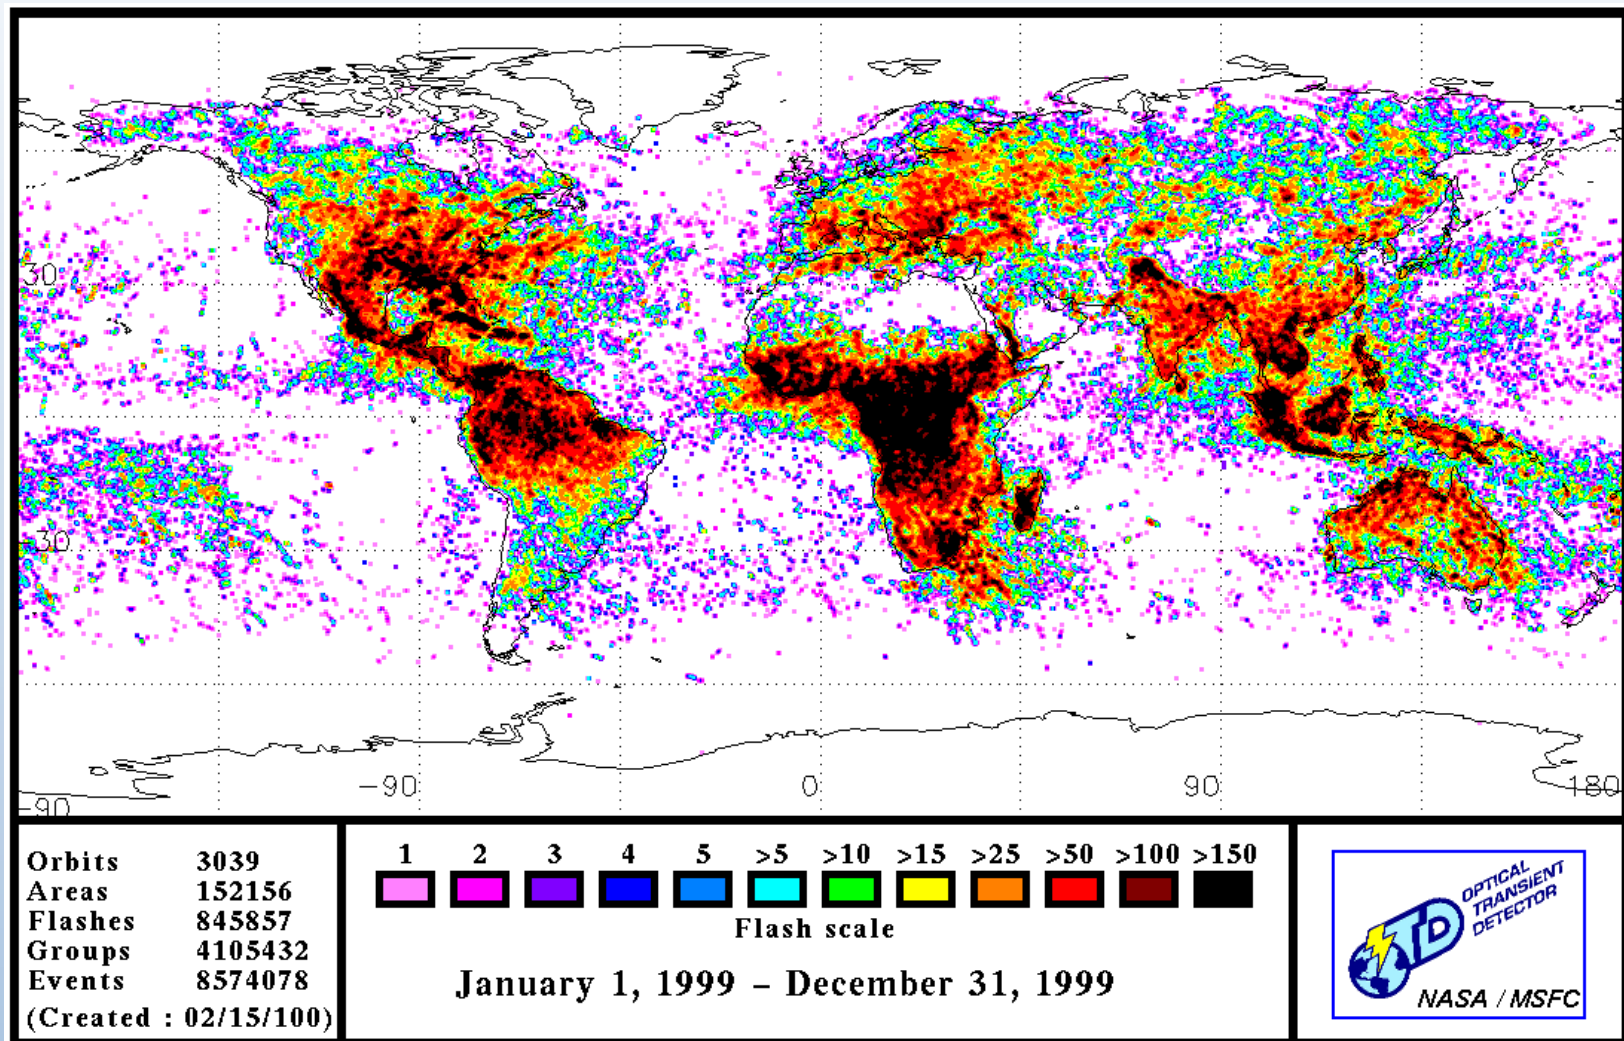 30
-30
-90
-90
0
90
180
Orbits 3039
Areas 152156
Flashes 845857
Groups 4105432
Events 8574078
(Created : 02/15/100)
1 2 3 4 5 >5 >10 >15 >25 >50 >100 >150
Flash scale
January 1, 1999 – December 31, 1999
OTD
OPTICAL
TRANSIENT
DETECTOR
NASA / MSFC